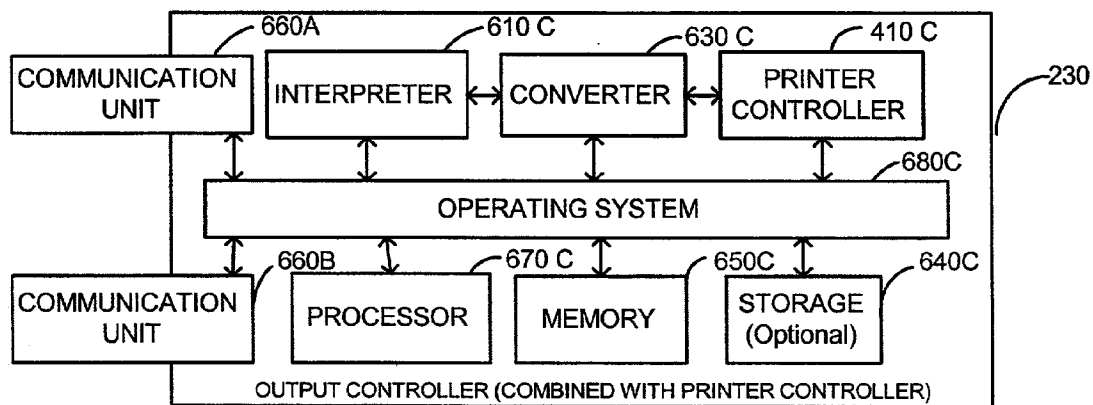 660A
610 C
630 C
410 C
COMMUNICATION
UNIT
INTERPRETER
CONVERTER
PRINTER
CONTROLLER
230
680C
OPERATING SYSTEM
660B
670 C
650C
640C
COMMUNICATION
UNIT
PROCESSOR
MEMORY
STORAGE
(Optional)
OUTPUT CONTROLLER (COMBINED WITH PRINTER CONTROLLER)